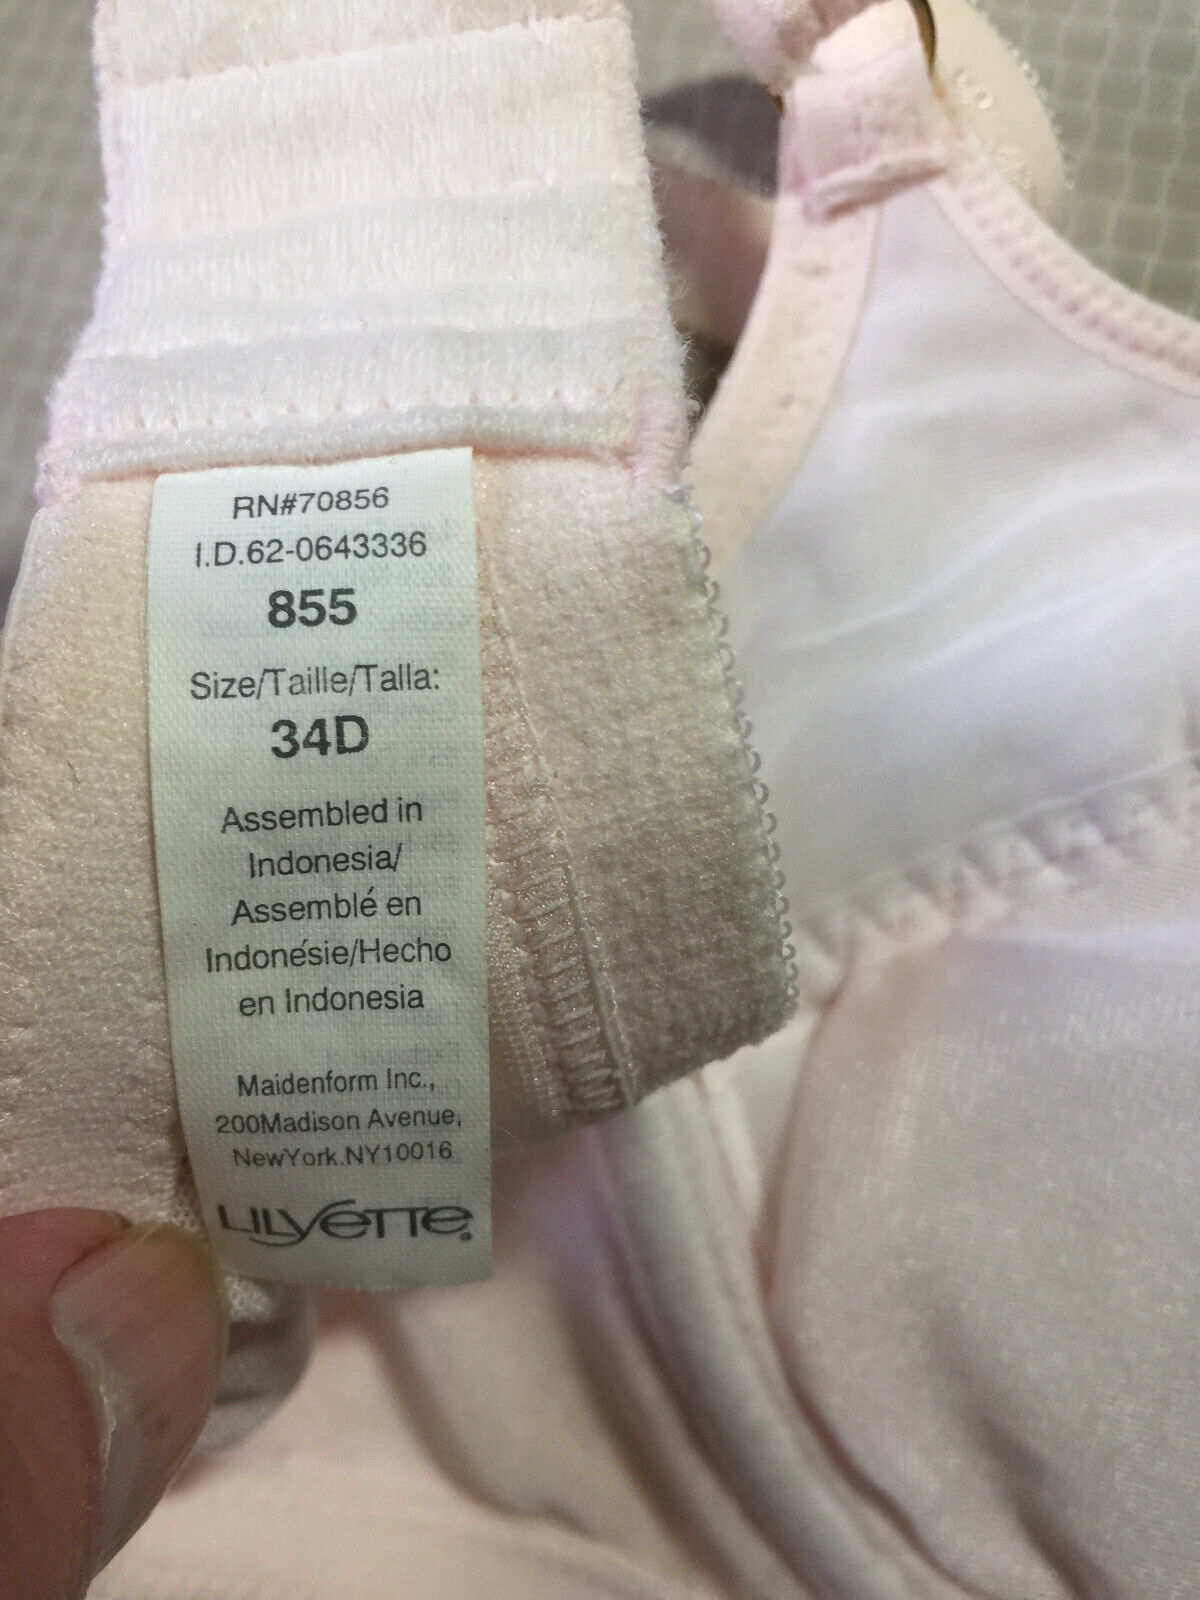 RN#70856
I.D.62-0643336
855
Size/Taille/Talla:
34D
Assembled in
Indonesia/
Assemblé en
Indonésie/Hecho
en Indonesia
Maidenform Inc.,
200Madison Avenue,
NewYork.NY10016
LILYETTE®